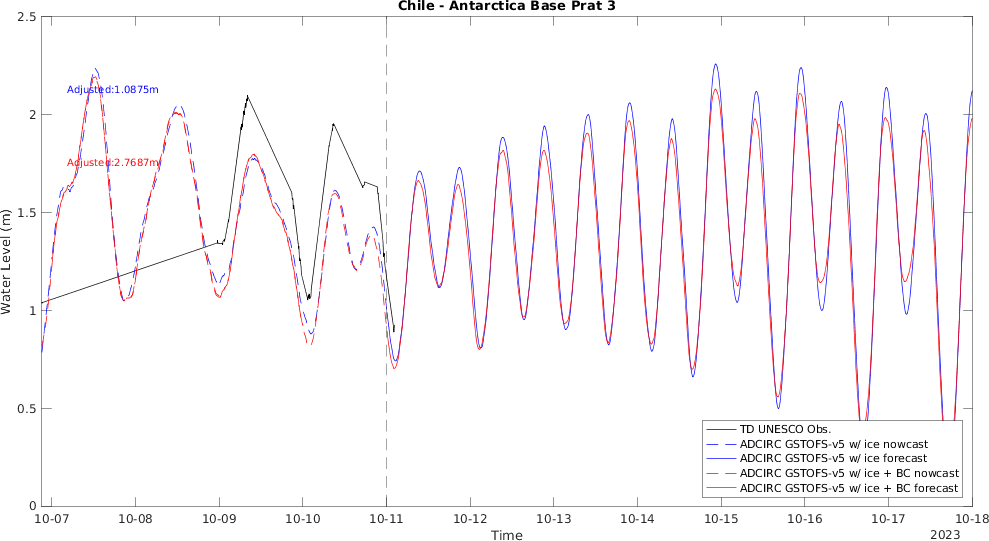 Chile - Antarctica Base Prat 3
2.5
2
1.5
1
0.5
0
Water Level (m)
Adjusted:1.0875m
Adjusted:2.7687m
TD UNESCO Obs.
ADCIRC GSTOFS-v5 w/ ice nowcast
ADCIRC GSTOFS-v5 w/ ice forecast
ADCIRC GSTOFS-v5 w/ ice + BC nowcast
ADCIRC GSTOFS-v5 w/ ice + BC forecast
10-07 10-08 10-09 10-10 10-11 10-12 10-13 10-14 10-15 10-16 10-17 10-18
Time
2023